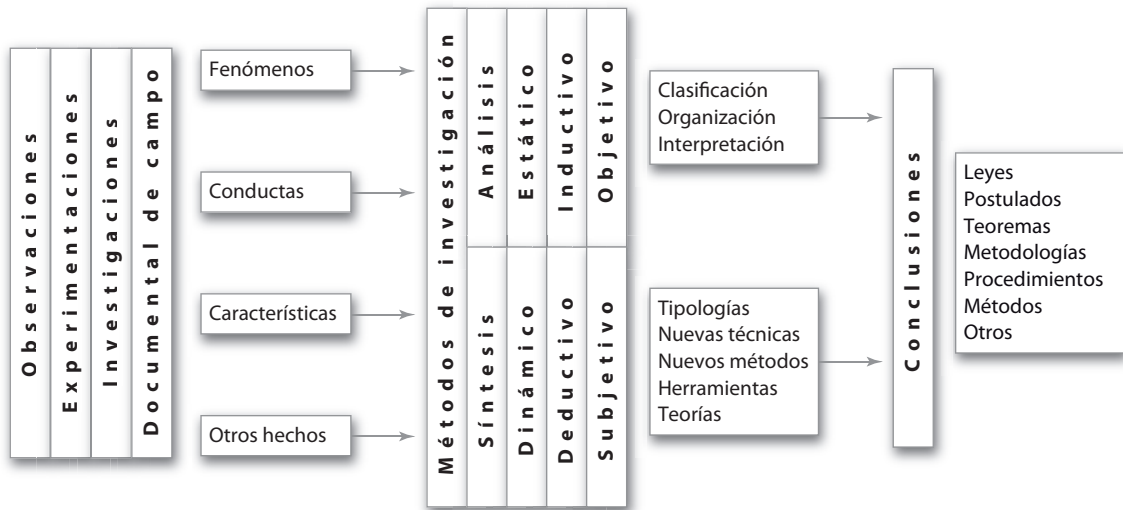 Observaciones
Experimentaciones
Investigaciones
Documental de campo
Fenómenos
Conductas
Características
Otros hechos
Métodos de investigación
Análisis
Estático
Inductivo
Objetivo
Síntesis
Dinámico
Deductivo
Subjetivo
Clasificación
Organización
Interpretación
Tipologías
Nuevas técnicas
Nuevos métodos
Herramientas
Teorías
Conclusiones
Leyes
Postulados
Teoremas
Metodologías
Procedimientos
Métodos
Otros